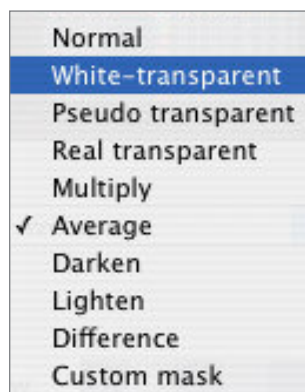 Normal
White-transparent
Pseudo transparent
Real transparent
Multiply
✓ Average
Darken
Lighten
Difference
Custom mask